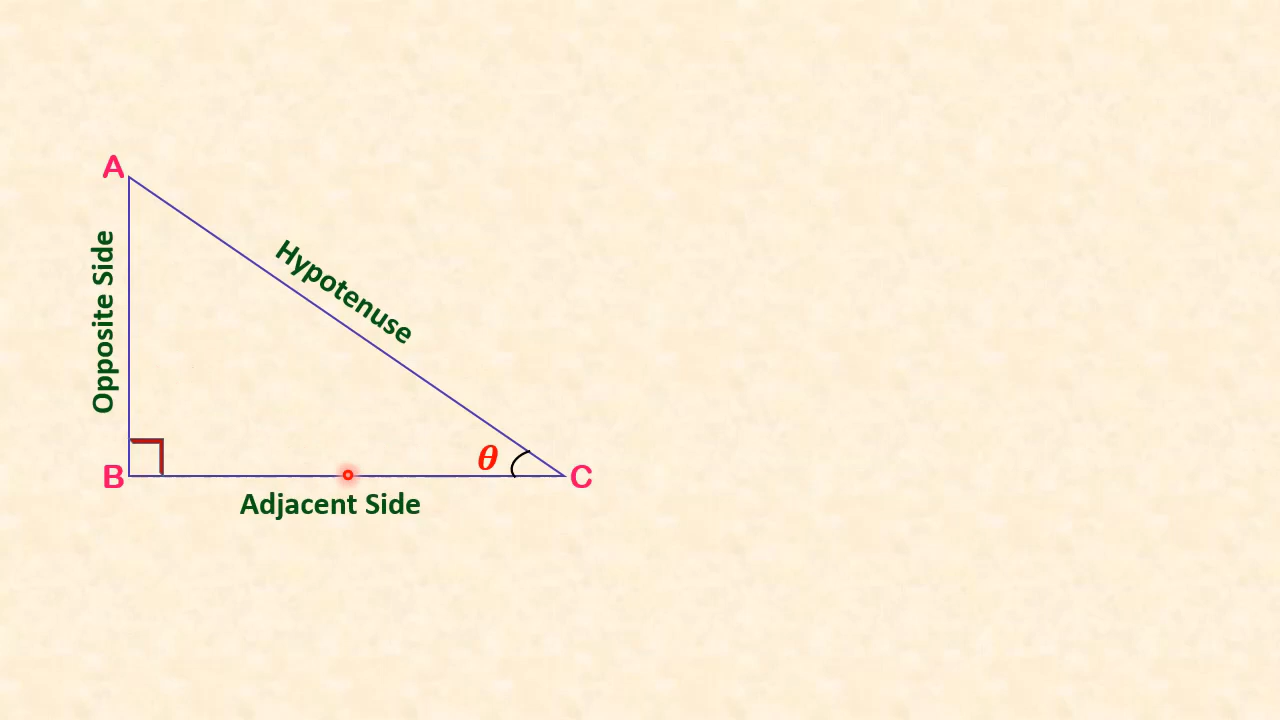 A
Opposite Side
Hypotenuse
θ
B
C
Adjacent Side